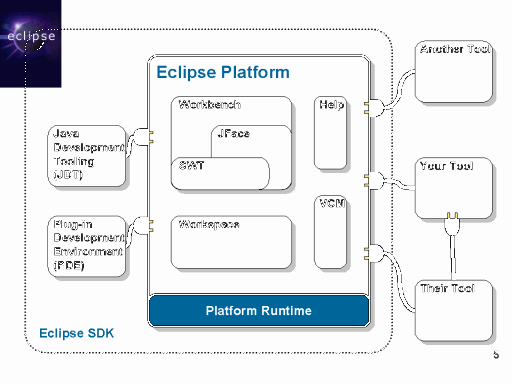 eclipse
Eclipse Platform
Another Tool
Workbench
Help
JFace
Java
Development
Tooling
(JDT)
SWT
Your Tool
VCM
Plug-in
Development
Environment
(PDE)
Workspace
Their Tool
Platform Runtime
Eclipse SDK
5